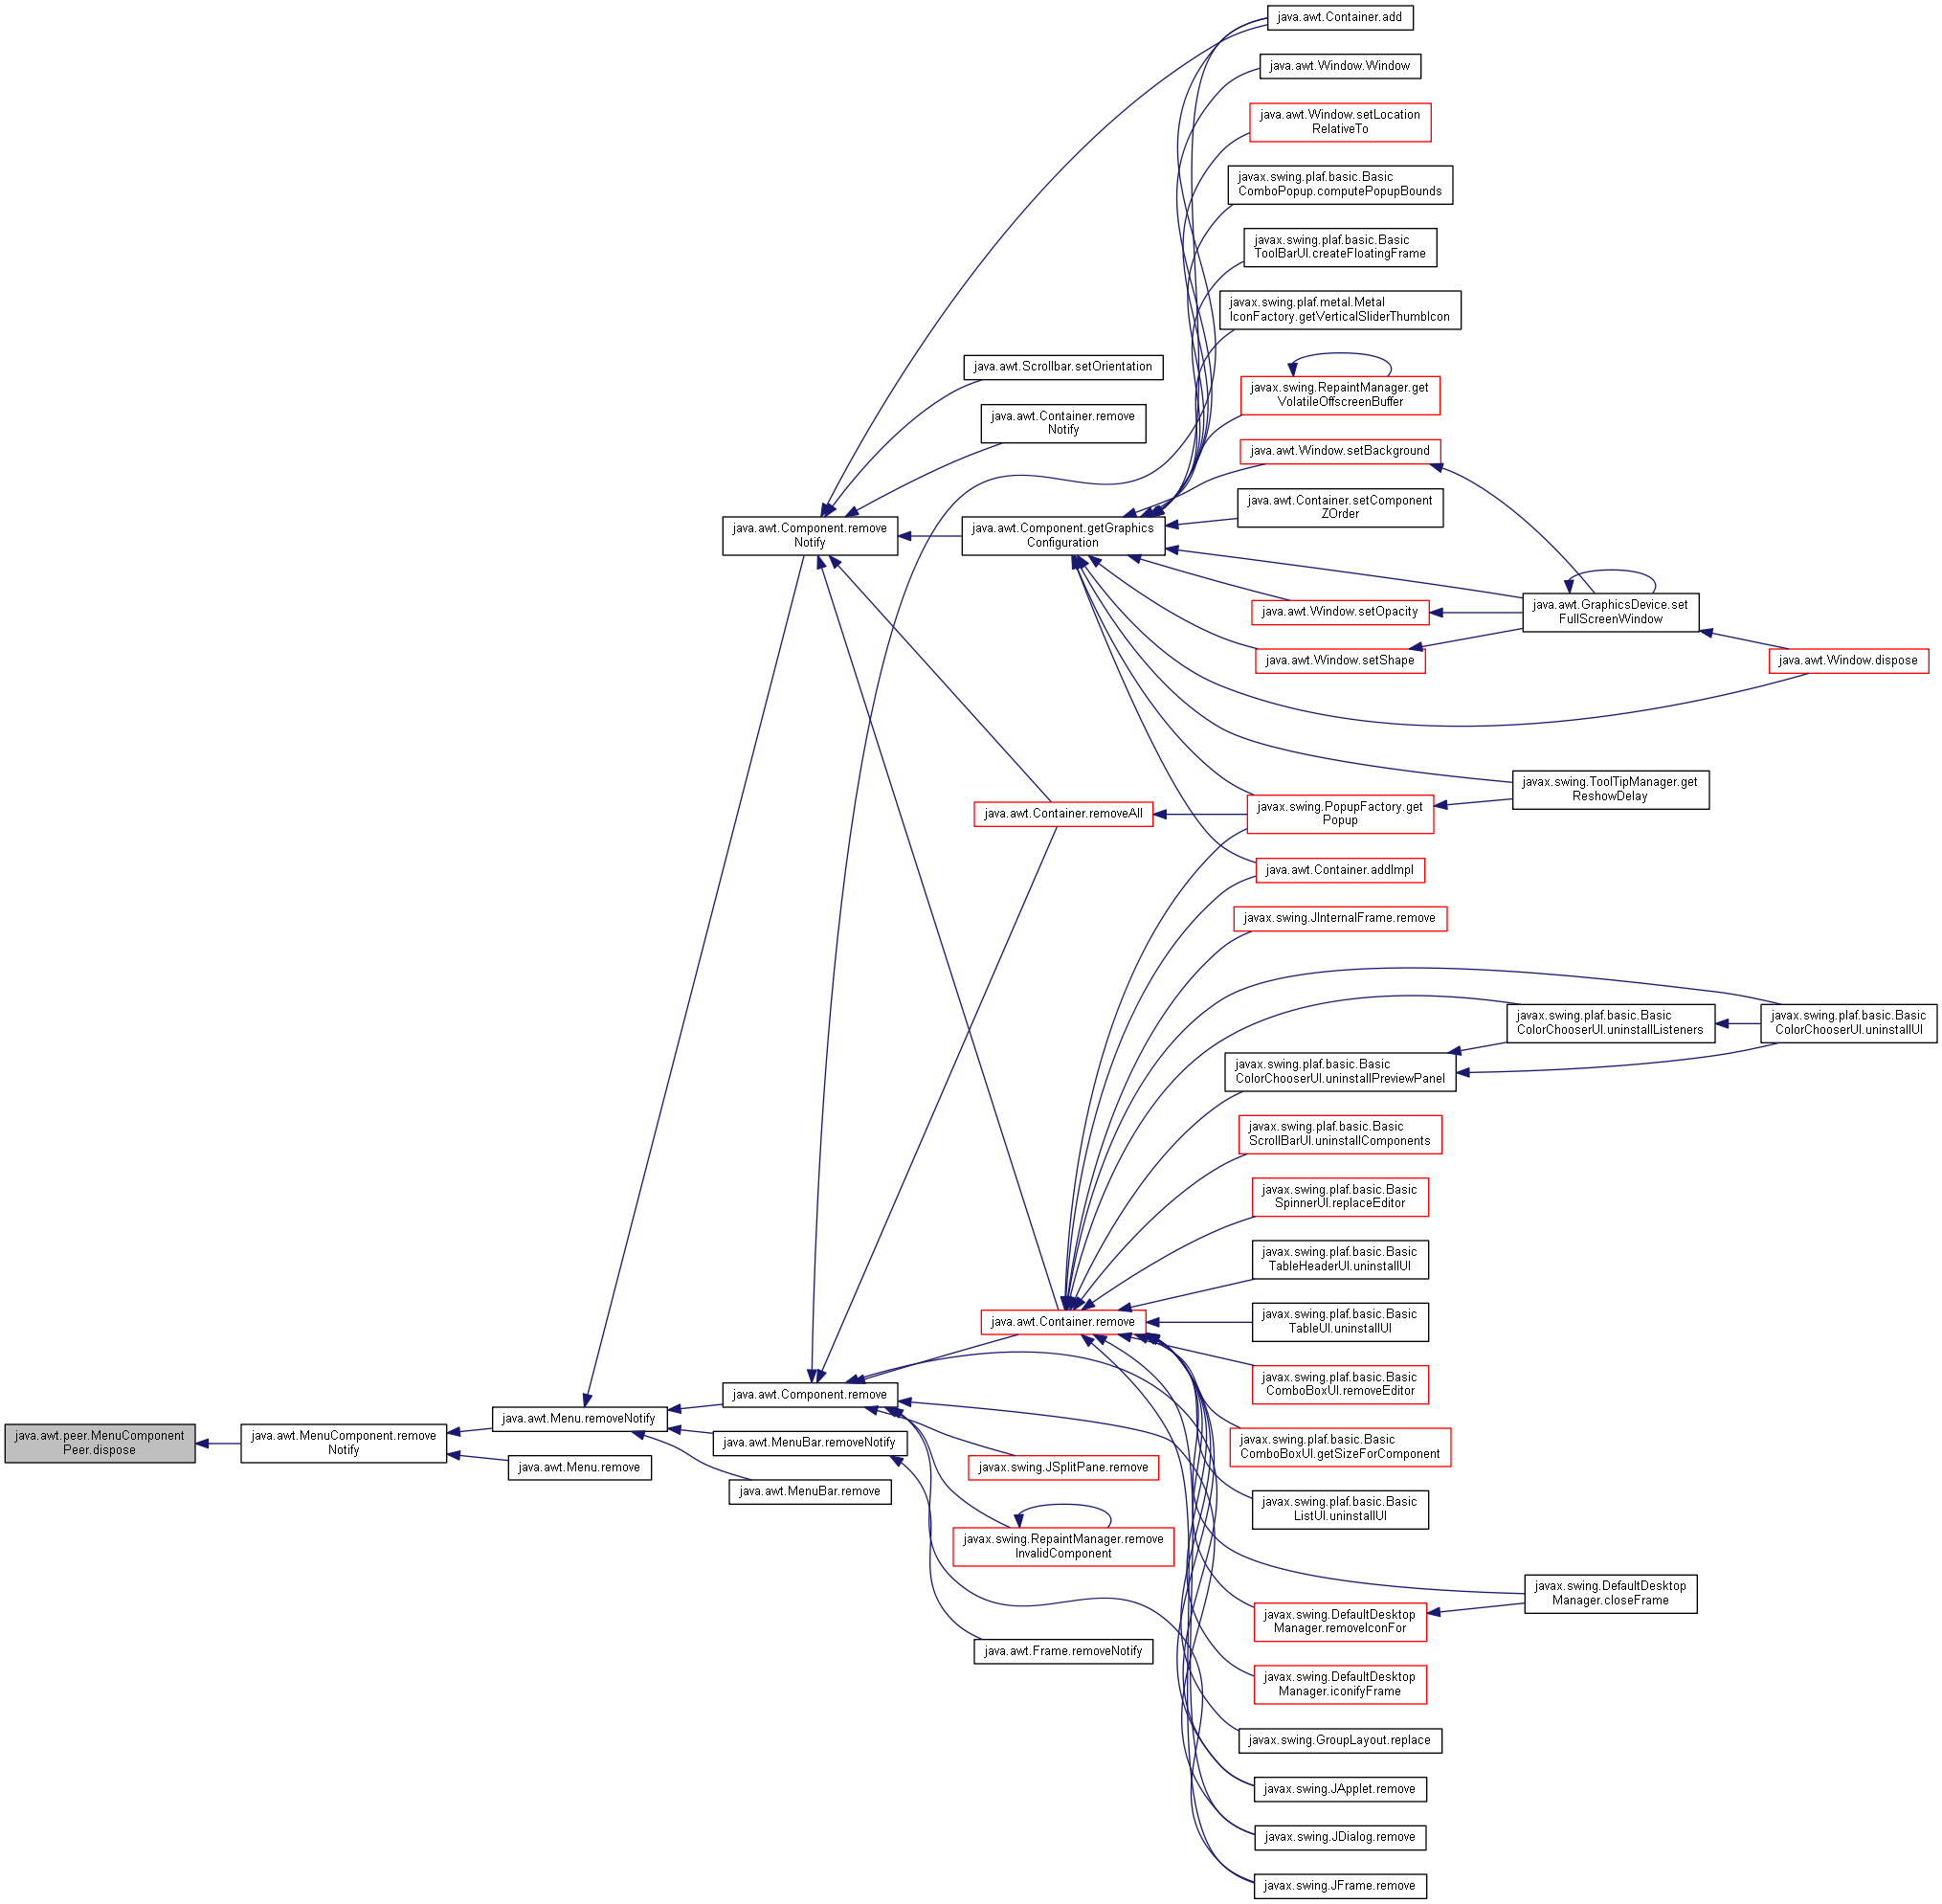 java.awt.Container.add
java.awt.Window.Window
java.awt.Window.setLocation
RelativeTo
javax.swing.plaf.basic.Basic
ComboPopup.computePopupBounds
javax.swing.plaf.basic.Basic
ToolBarUI.createFloatingFrame
javax.swing.plaf.metal.Metal
IconFactory.getVerticalSliderThumbIcon
java.awt.Scrollbar.setOrientation
javax.swing.RepaintManager.get
VolatileOffscreenBuffer
java.awt.Container.remove
Notify
java.awt.Window.setBackground
java.awt.Container.setComponent
ZOrder
java.awt.Component.remove
Notify
java.awt.Component.getGraphics
Configuration
java.awt.Window.setOpacity
java.awt.GraphicsDevice.set
FullScreenWindow
java.awt.Window.setShape
java.awt.Window.dispose
javax.swing.ToolTipManager.get
ReshowDelay
java.awt.Container.removeAll
javax.swing.PopupFactory.get
Popup
java.awt.Container.addImpl
javax.swing.JInternalFrame.remove
javax.swing.plaf.basic.Basic
ColorChooserUI.uninstallListeners
javax.swing.plaf.basic.Basic
ColorChooserUI.uninstallUI
javax.swing.plaf.basic.Basic
ColorChooserUI.uninstallPreviewPanel
javax.swing.plaf.basic.Basic
ScrollBarUI.uninstallComponents
javax.swing.plaf.basic.Basic
SpinnerUI.replaceEditor
javax.swing.plaf.basic.Basic
TableHeaderUI.uninstallUI
java.awt.Container.remove
javax.swing.plaf.basic.Basic
TableUI.uninstallUI
javax.swing.plaf.basic.Basic
ComboBoxUI.removeEditor
java.awt.Component.remove
java.awt.Menu.removeNotify
java.awt.peer.MenuComponent
Peer.dispose
java.awt.MenuComponent.remove
Notify
java.awt.MenuBar.removeNotify
javax.swing.plaf.basic.Basic
ComboBoxUI.getSizeForComponent
java.awt.Menu.remove
javax.swing.JSplitPane.remove
java.awt.MenuBar.remove
javax.swing.plaf.basic.Basic
ListUI.uninstallUI
javax.swing.RepaintManager.remove
InvalidComponent
javax.swing.DefaultDesktop
Manager.closeFrame
javax.swing.DefaultDesktop
Manager.removeIconFor
java.awt.Frame.removeNotify
javax.swing.DefaultDesktop
Manager.iconifyFrame
javax.swing.GroupLayout.replace
javax.swing.JApplet.remove
javax.swing.JDialog.remove
javax.swing.JFrame.remove